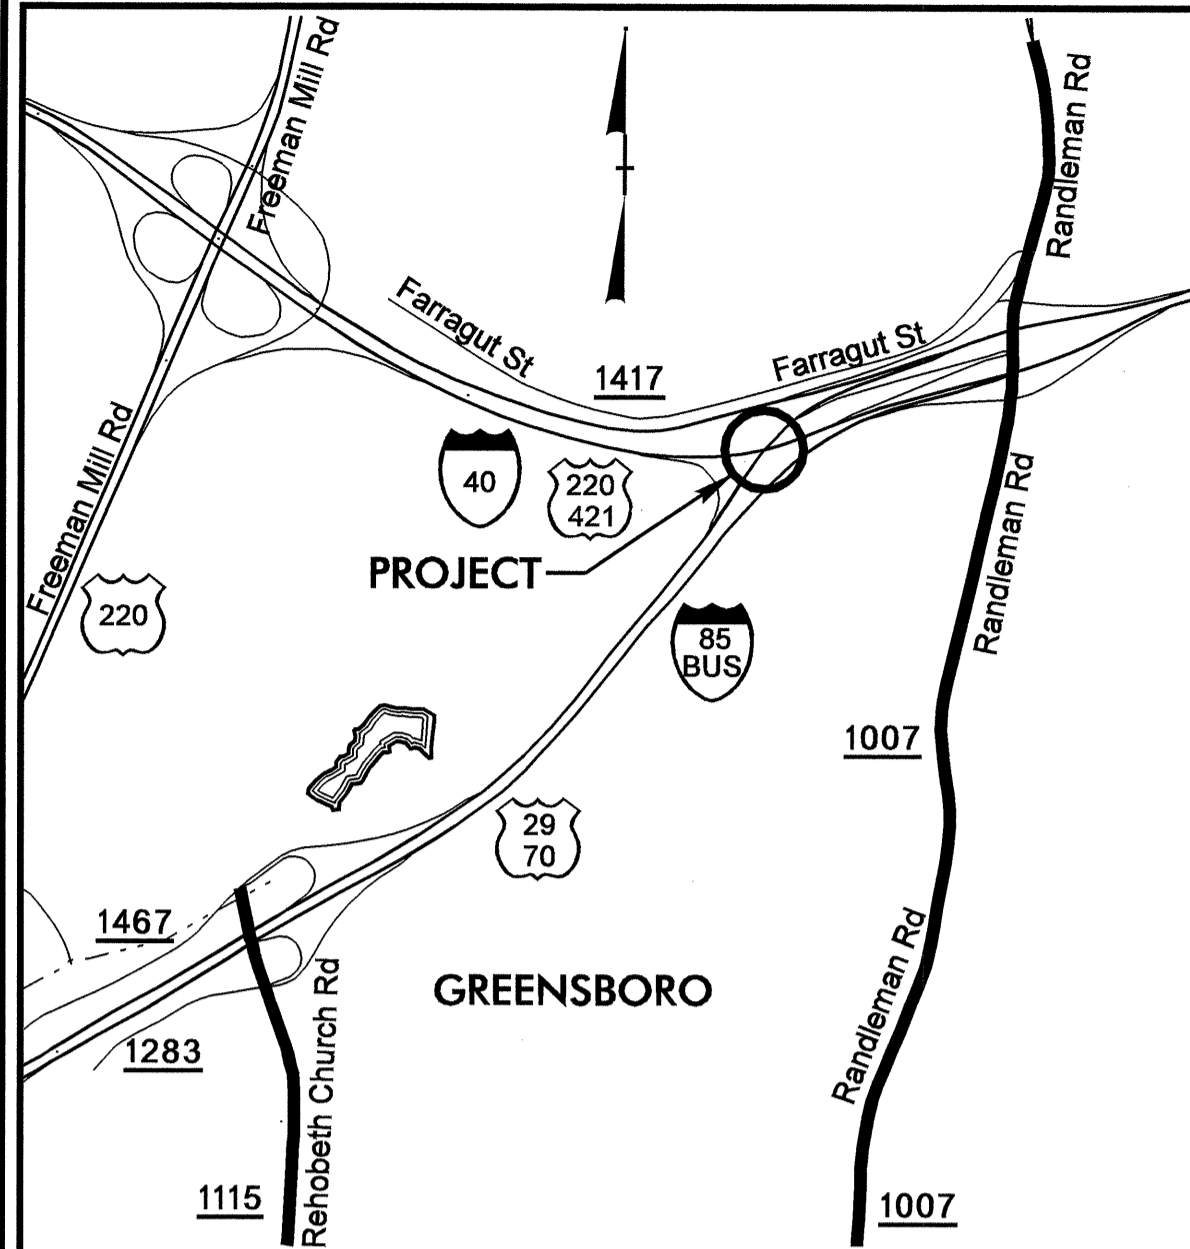 Freeman Mill Rd
Randleman Rd
Farragut St
Farragut St
1417
40
220
421
PROJECT
Freeman Mill Rd
220
85
BUS
Randleman Rd
1007
29
70
1467
GREENSBORO
1283
Rehobeth Church Rd
Randleman Rd
1115
1007